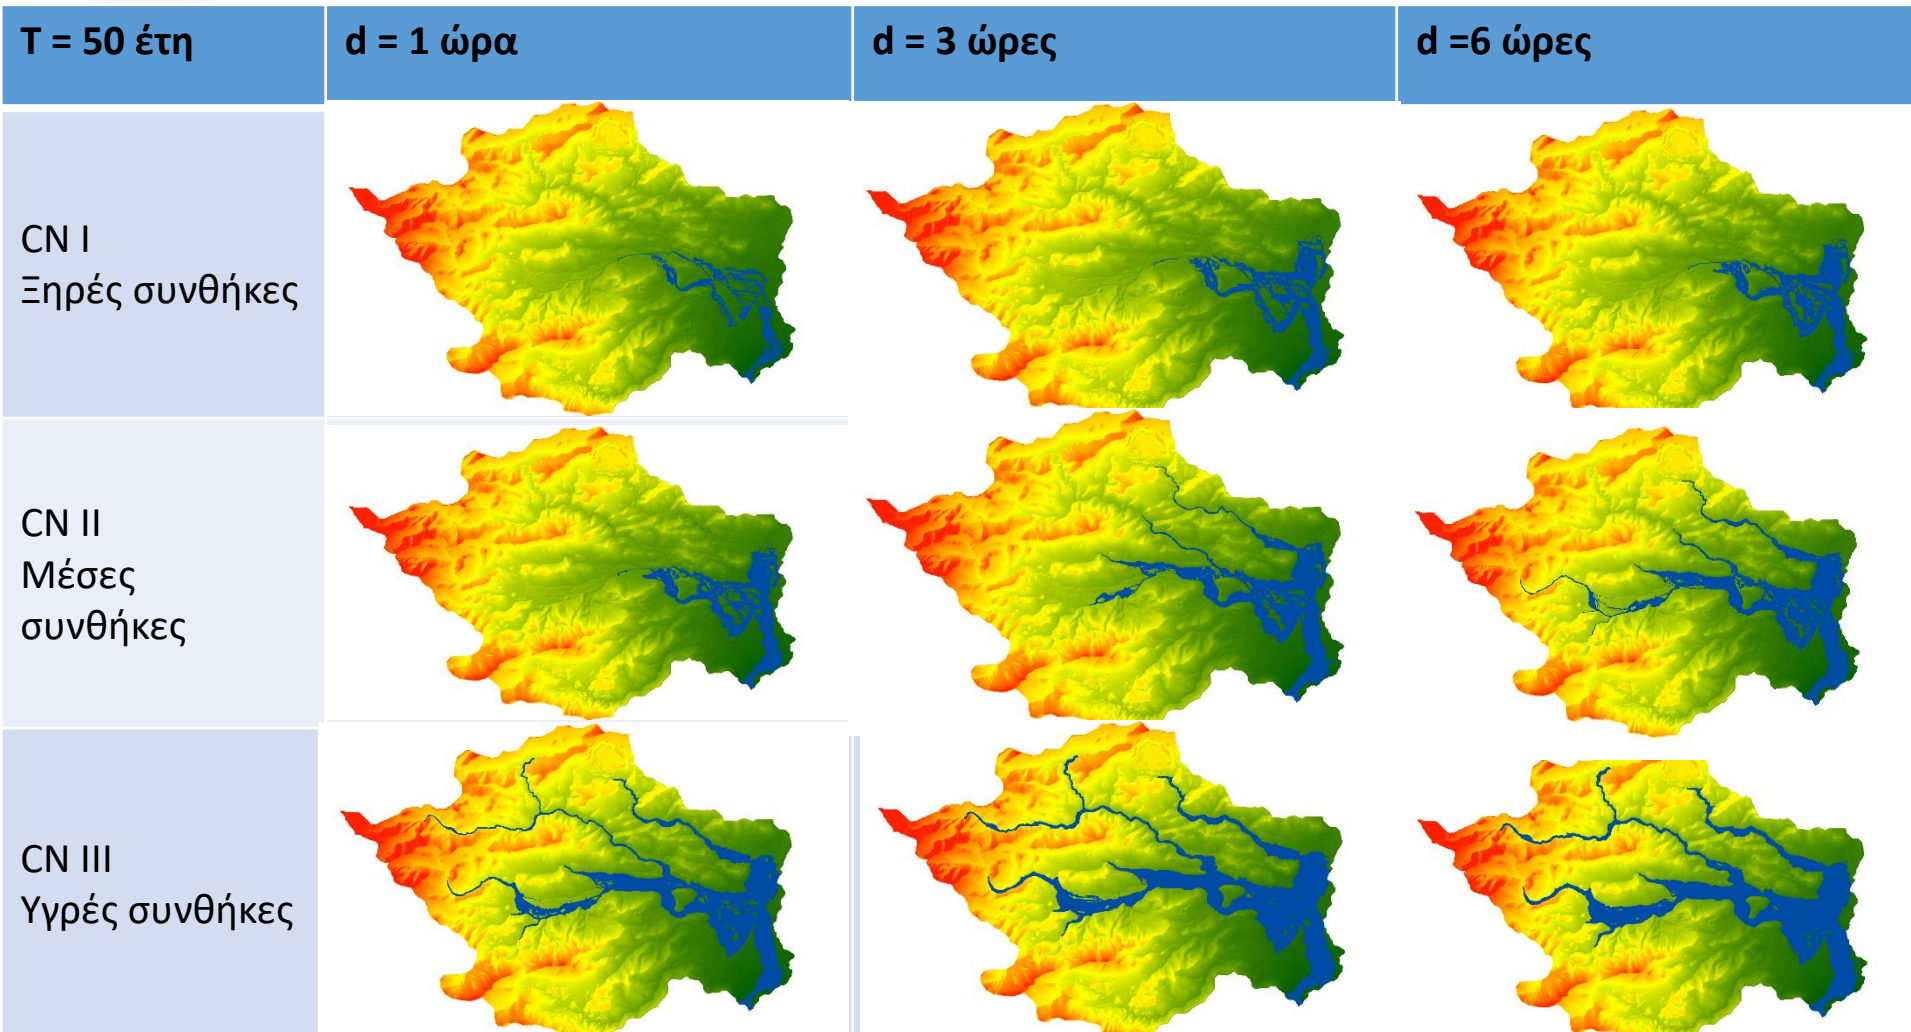 T = 50 έτη
d = 1 ώρα
d = 3 ώρες
d =6 ώρες
CN I
Ξηρές συνθήκες
CN II
Μέσες
συνθήκες
CN III
Υγρές συνθήκες